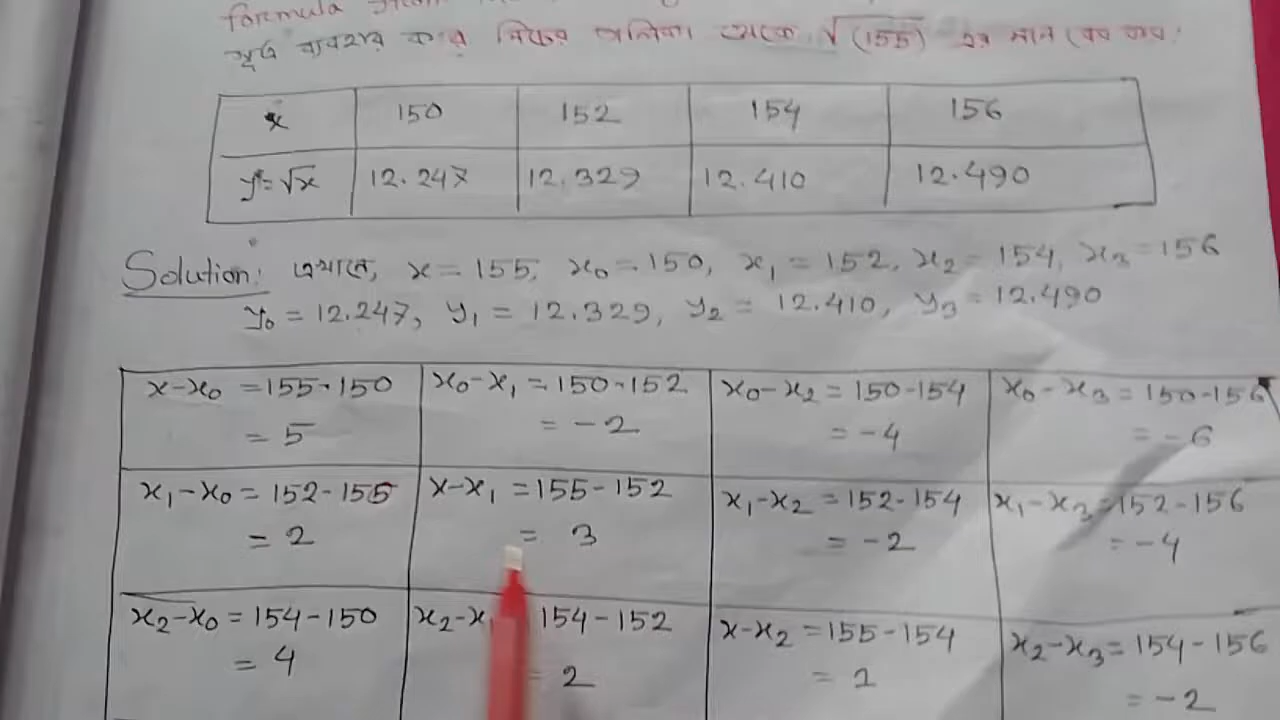 formula from
সূত্র ব্যবহার করে নিচের তালিকা থেকে √(155) এর মান বের কর।
x 150 152 154 156
y=√x 12.247 12.329 12.410 12.490
Solution: এখানে, x=155, x₀=150, x₁=152, x₂=154, x₃=156
y₀=12.247, y₁=12.329, y₂=12.410, y₃=12.490
x-x₀=155-150 x₀-x₁=150-152 x₀-x₂=150-154 x₀-x₃=150-156
=5 =-2 =-4 =-6
x₁-x₀=152-155 x-x₁=155-152 x₁-x₂=152-154 x₁-x₃=152-156
=2 =3 =-2 =-4
x₂-x₀=154-150 x₂-x₁ 154-152 x-x₂=155-154 x₂-x₃=154-156
=4 =2 =1 =-2